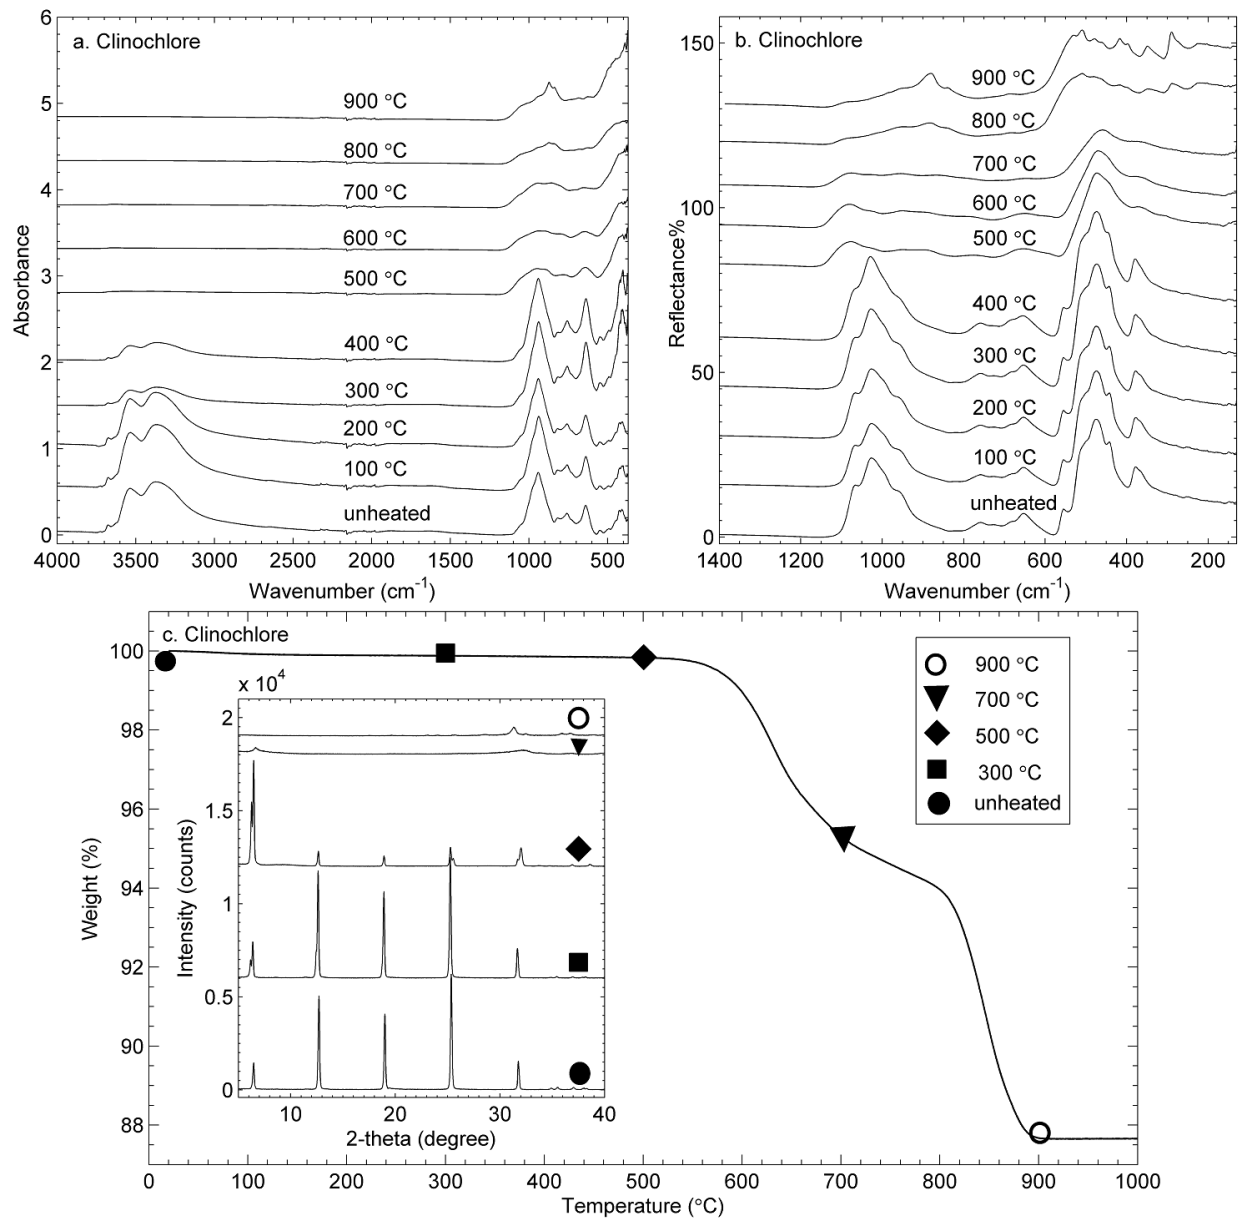 a. Clinochlore
6
5
4
3
2
1
0
Absorbance
900 °C
800 °C
700 °C
600 °C
500 °C
400 °C
300 °C
200 °C
100 °C
unheated
4000 3500 3000 2500 2000 1500 1000 500
Wavenumber (cm⁻¹)
b. Clinochlore
150
100
50
0
Reflectance%
900 °C
800 °C
700 °C
600 °C
500 °C
400 °C
300 °C
200 °C
100 °C
unheated
1400 1200 1000 800 600 400 200
Wavenumber (cm⁻¹)
c. Clinochlore
100
98
96
94
92
90
88
Weight (%)
x 10⁴
2
1.5
1
0.5
0
Intensity (counts)
10 20 30 40
2-theta (degree)
900 °C
700 °C
500 °C
300 °C
unheated
0 100 200 300 400 500 600 700 800 900 1000
Temperature (°C)